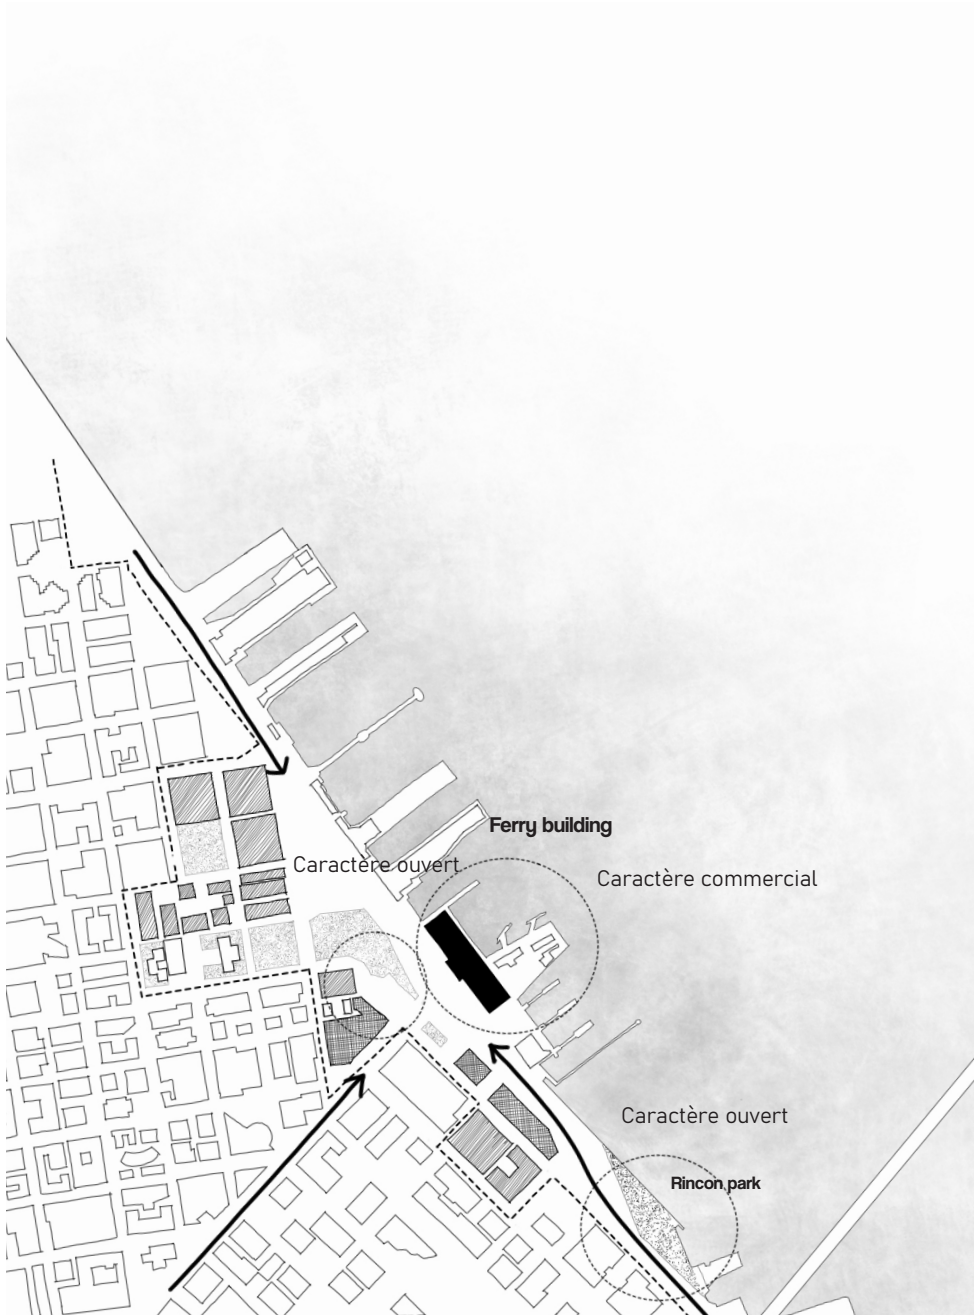 Ferry building
Caractère ouvert
Caractère commercial
Caractère ouvert
Rincon park